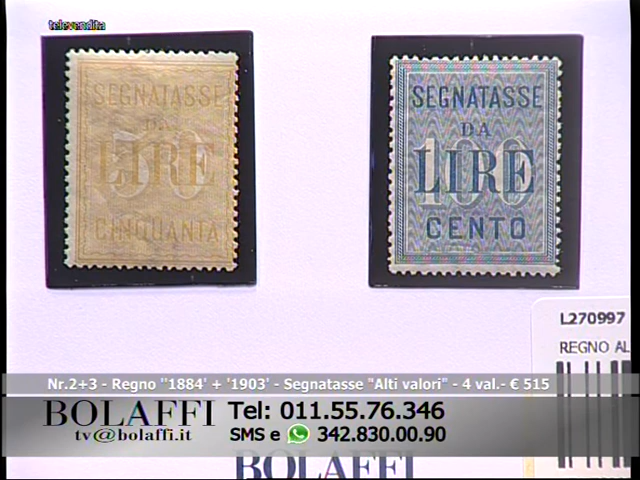 televendita
SEGNATASSE
DA
50
LIRE
CINQUANTA
SEGNATASSE
DA
100
LIRE
CENTO
L270997
REGNO AL
Nr.2+3 - Regno "1884' + '1903' - Segnatasse "Alti valori" - 4 val.- € 515
BOLAFFI
tv@bolaffi.it
Tel: 011.55.76.346
SMS e 342.830.00.90
BOLAFFI